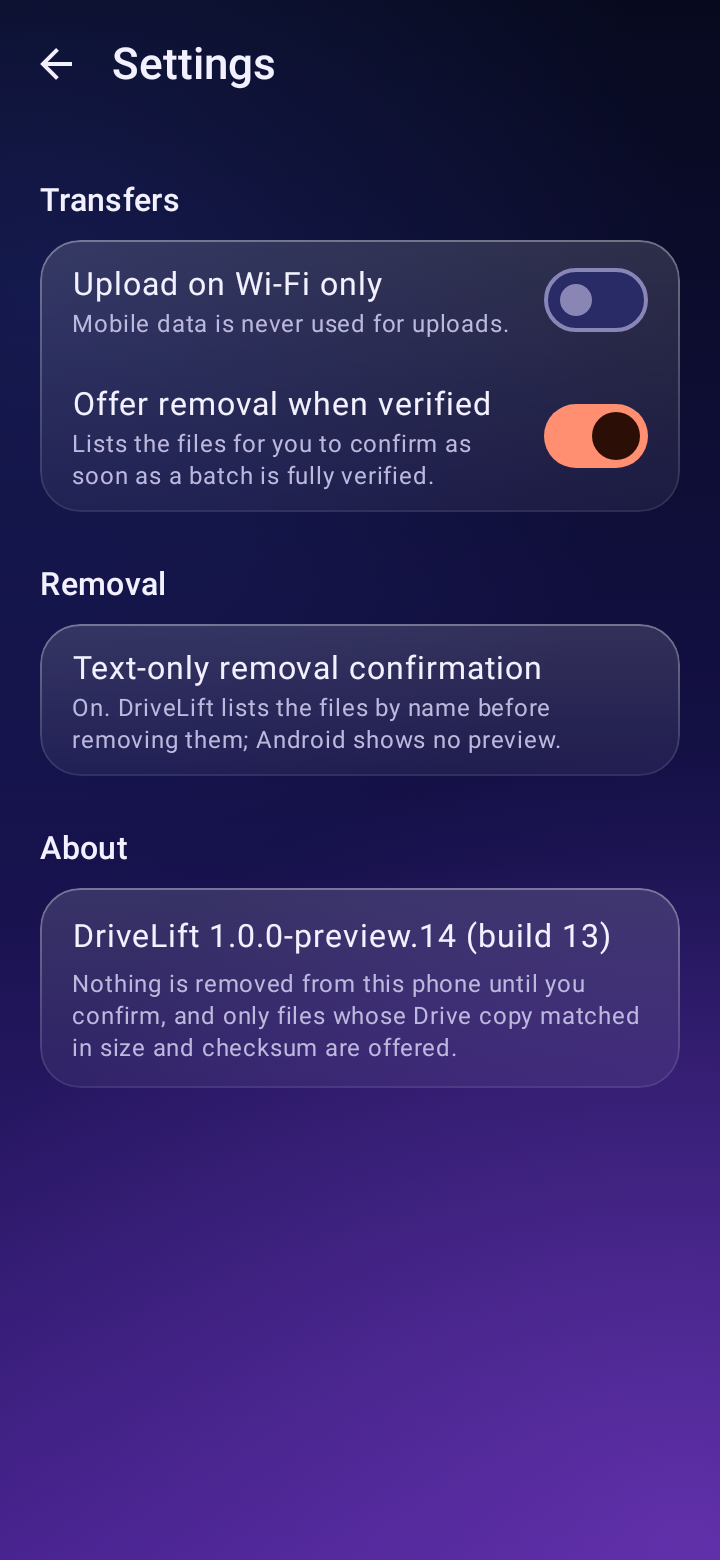 Settings
Transfers
Upload on Wi-Fi only
Mobile data is never used for uploads.
Offer removal when verified
Lists the files for you to confirm as
soon as a batch is fully verified.
Removal
Text-only removal confirmation
On. DriveLift lists the files by name before
removing them; Android shows no preview.
About
DriveLift 1.0.0-preview.14 (build 13)
Nothing is removed from this phone until you
confirm, and only files whose Drive copy matched
in size and checksum are offered.